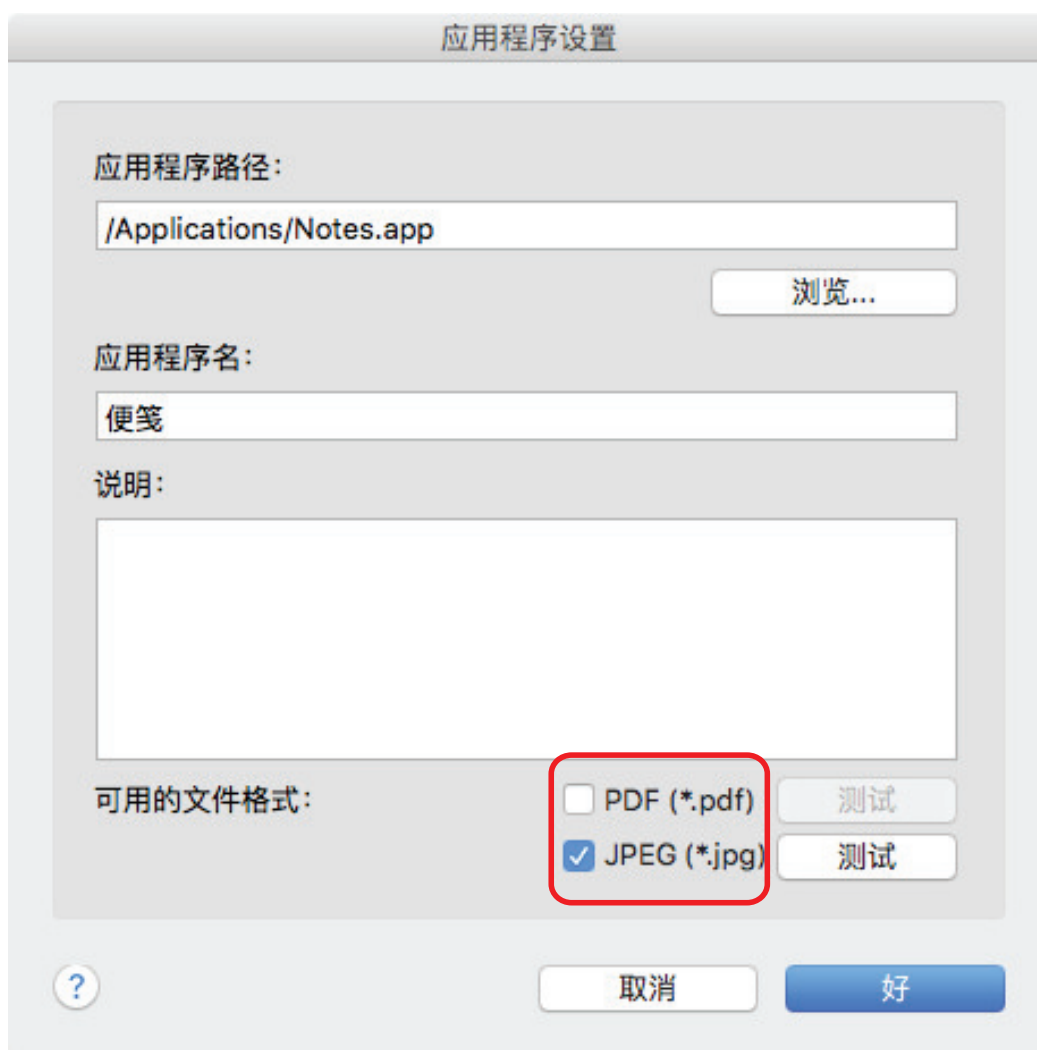 应用程序设置
应用程序路径：
/Applications/Notes.app
浏览...
应用程序名：
便笺
说明：
可用的文件格式： PDF (*.pdf) 测试
JPEG (*.jpg) 测试
? 取消 好